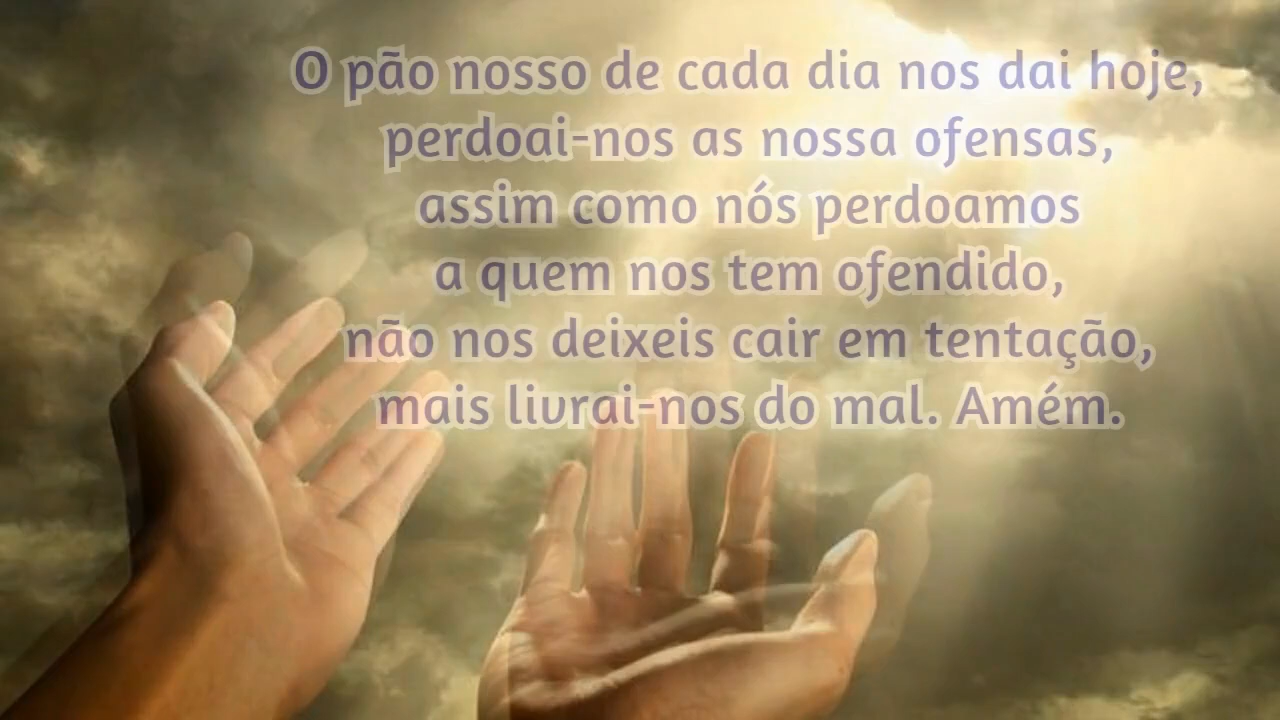 O pão nosso de cada dia nos dai hoje,
perdoai-nos as nossa ofensas,
assim como nós perdoamos
a quem nos tem ofendido,
não nos deixeis cair em tentação,
mais livrai-nos do mal. Amém.